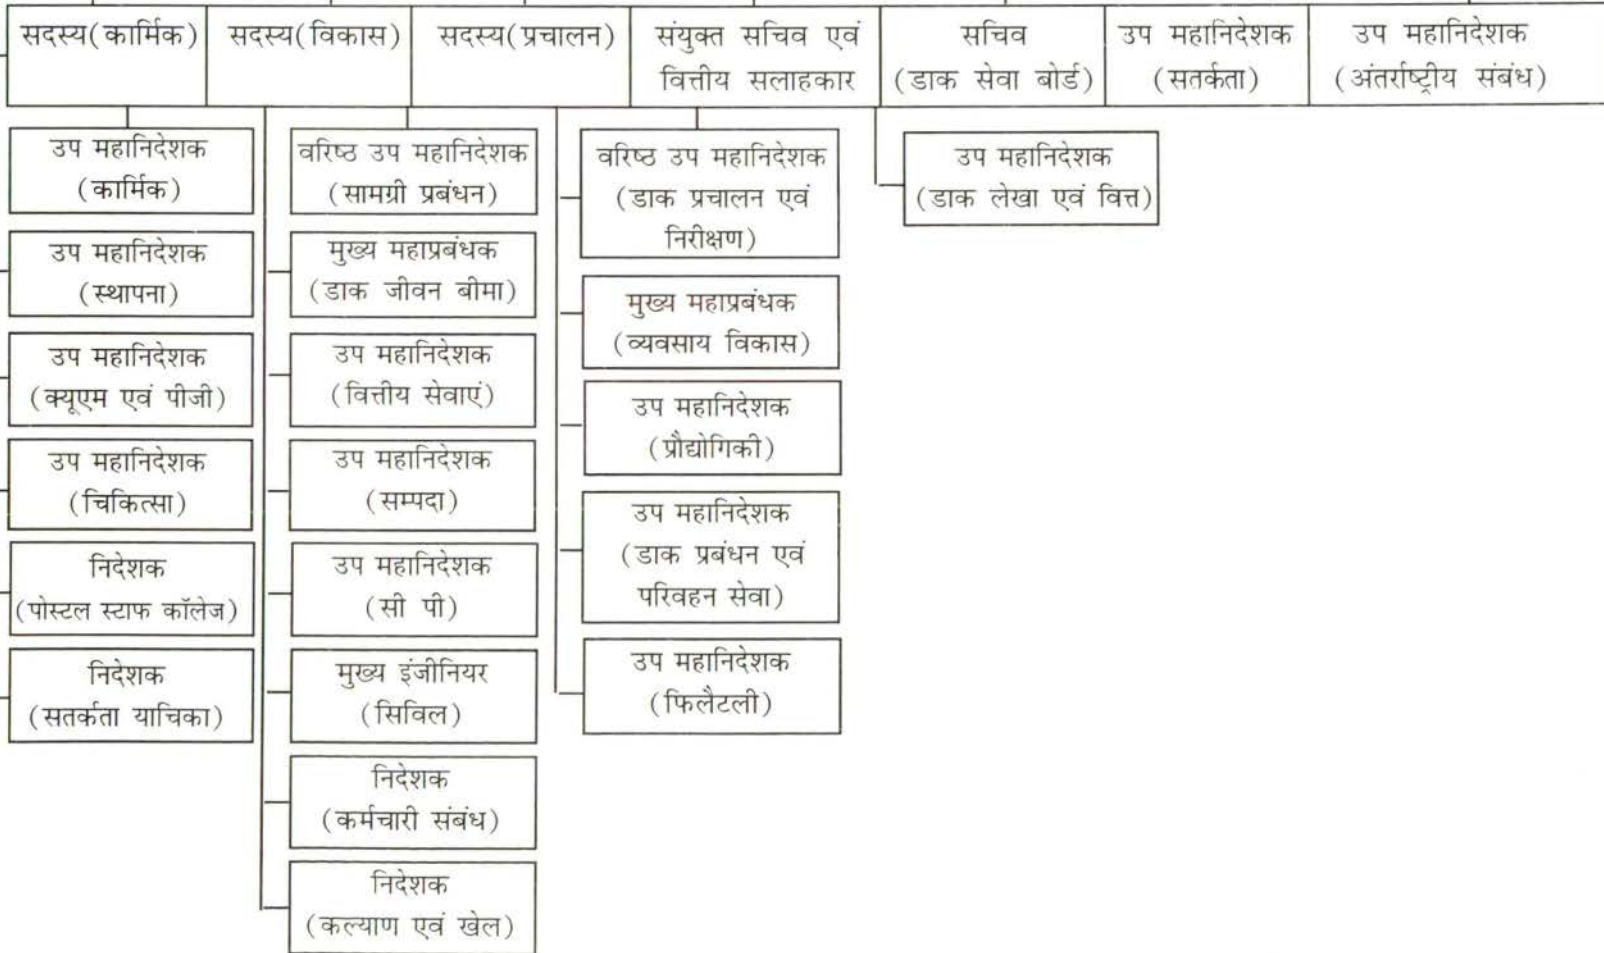 सदस्य(कार्मिक)
सदस्य(विकास)
सदस्य(प्रचालन)
संयुक्त सचिव एवं
वित्तीय सलाहकार
सचिव
(डाक सेवा बोर्ड)
उप महानिदेशक
(सतर्कता)
उप महानिदेशक
(अंतर्राष्ट्रीय संबंध)
उप महानिदेशक
(कार्मिक)
उप महानिदेशक
(स्थापना)
उप महानिदेशक
(क्यूएम एवं पीजी)
उप महानिदेशक
(चिकित्सा)
निदेशक
(पोस्टल स्टाफ कॉलेज)
निदेशक
(सतर्कता याचिका)
वरिष्ठ उप महानिदेशक
(सामग्री प्रबंधन)
मुख्य महाप्रबंधक
(डाक जीवन बीमा)
उप महानिदेशक
(वित्तीय सेवाएं)
उप महानिदेशक
(सम्पदा)
उप महानिदेशक
(सी पी)
मुख्य इंजीनियर
(सिविल)
निदेशक
(कर्मचारी संबंध)
निदेशक
(कल्याण एवं खेल)
वरिष्ठ उप महानिदेशक
(डाक प्रचालन एवं
निरीक्षण)
मुख्य महाप्रबंधक
(व्यवसाय विकास)
उप महानिदेशक
(प्रौद्योगिकी)
उप महानिदेशक
(डाक प्रबंधन एवं
परिवहन सेवा)
उप महानिदेशक
(फिलैटली)
उप महानिदेशक
(डाक लेखा एवं वित्त)